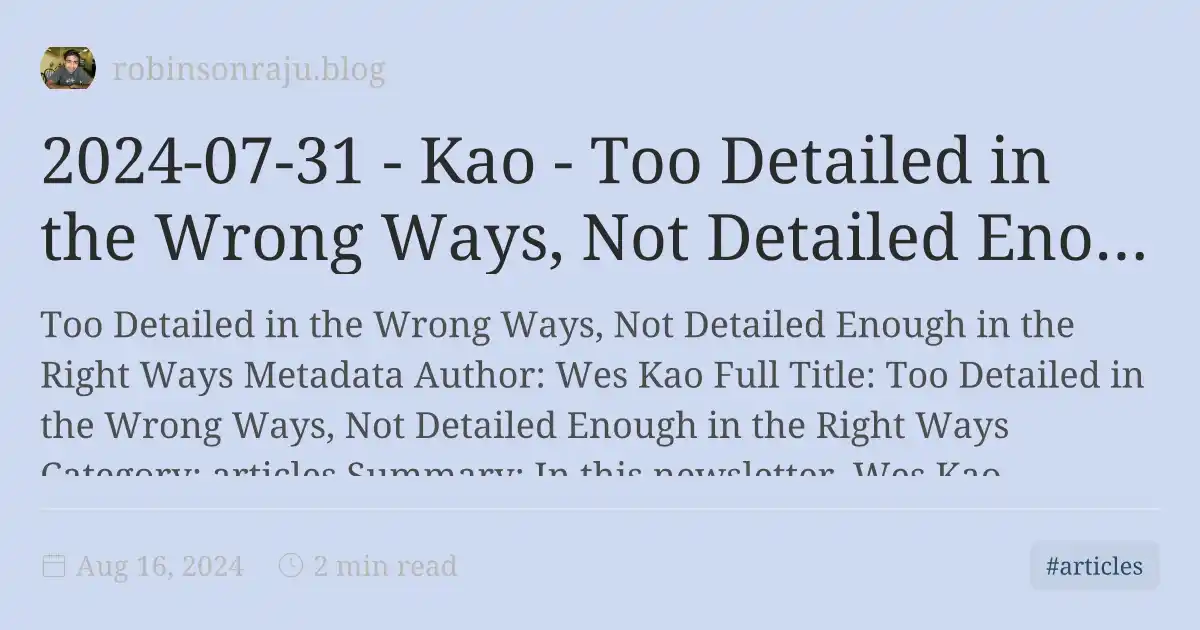 robinsonraju.blog
2024-07-31 - Kao - Too Detailed in
the Wrong Ways, Not Detailed Eno...
Too Detailed in the Wrong Ways, Not Detailed Enough in the
Right Ways Metadata Author: Wes Kao Full Title: Too Detailed in
the Wrong Ways, Not Detailed Enough in the Right Ways
Category: articles Summary: In this newsletter, Wes Kao
Aug 16, 2024
2 min read
#articles